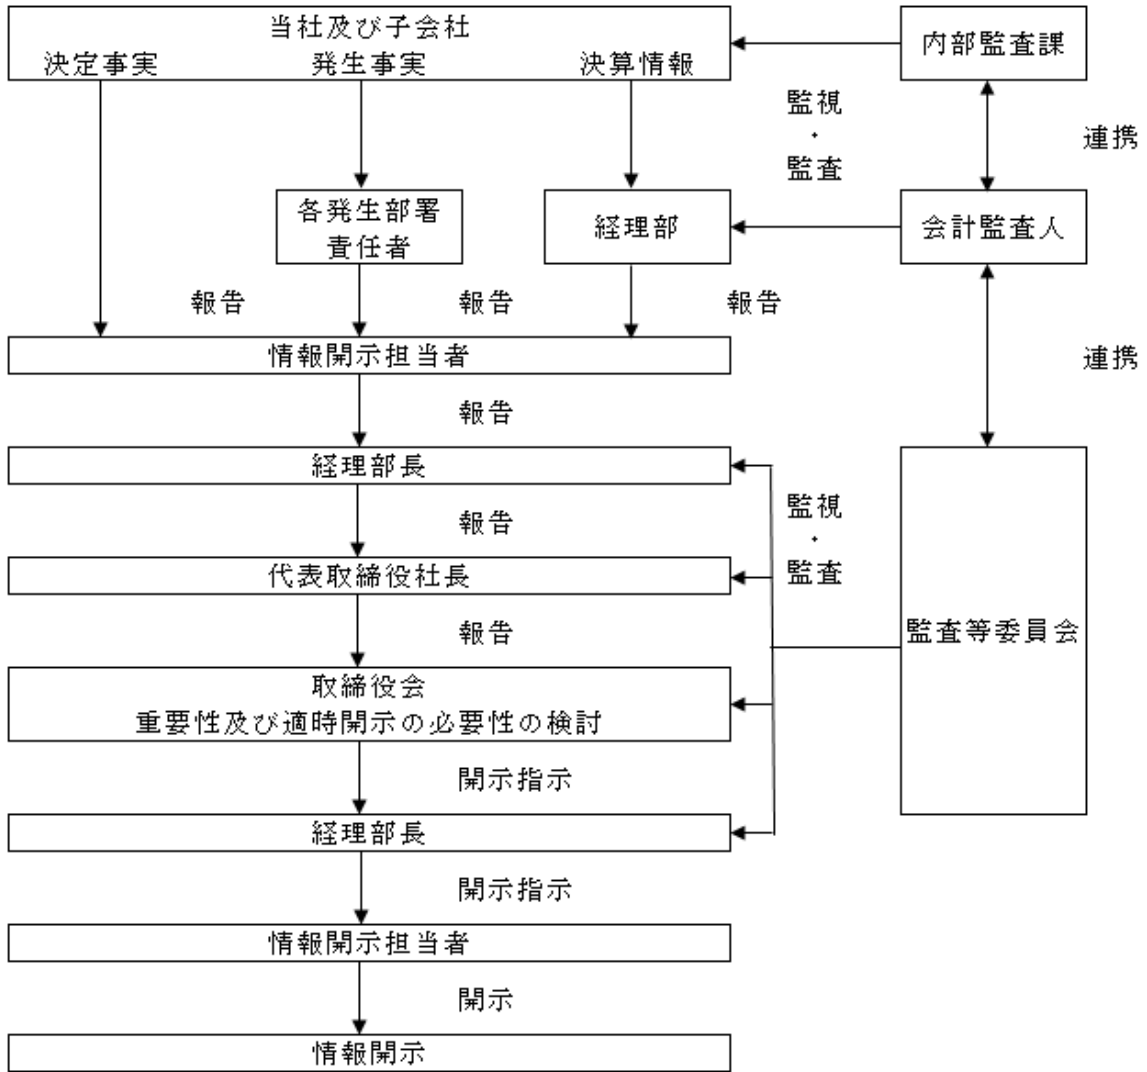 当社及び子会社
決定事実 発生事実 決算情報
内部監査課
監視
・
監査
連携
各発生部署
責任者
経理部
会計監査人
報告 報告 報告
情報開示担当者
連携
報告
経理部長
報告
監視
・
監査
代表取締役社長
報告
監査等委員会
取締役会
重要性及び適時開示の必要性の検討
開示指示
経理部長
開示指示
情報開示担当者
開示
情報開示